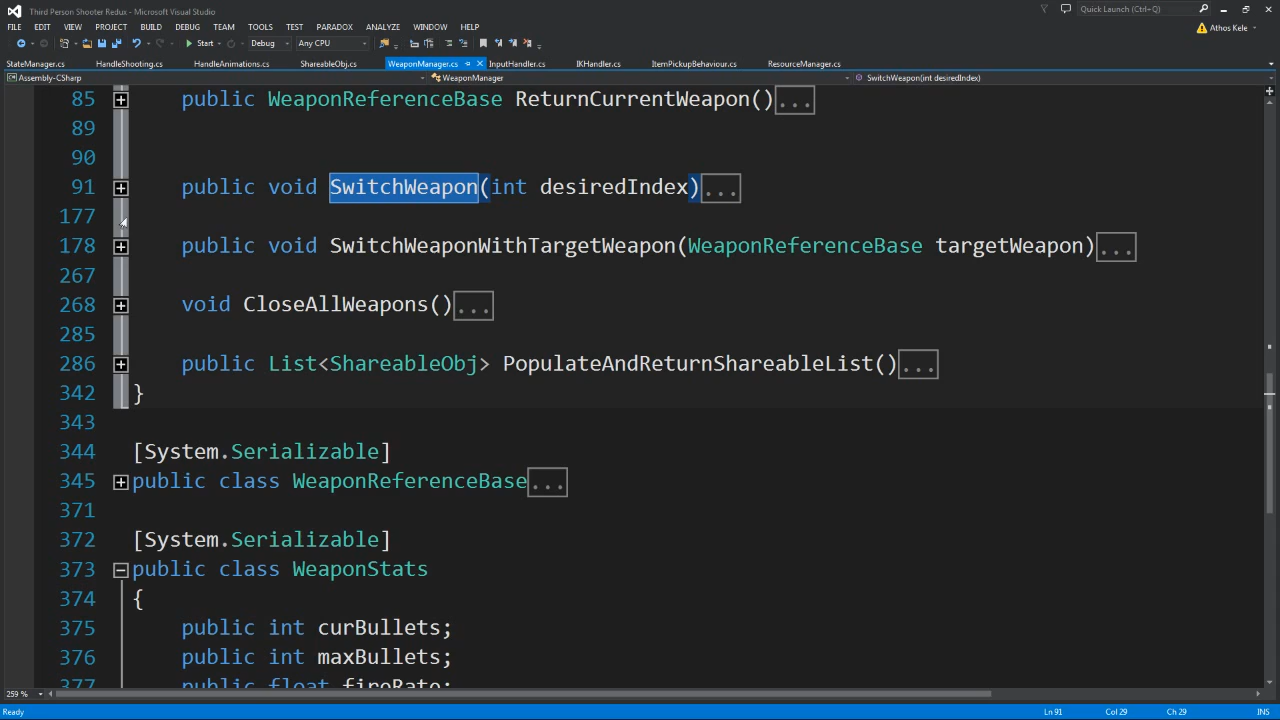 Third Person Shooter Redux - Microsoft Visual Studio
Quick Launch (Ctrl+Q)
FILE EDIT VIEW PROJECT BUILD DEBUG TEAM TOOLS TEST PARADOX ANALYZE WINDOW HELP
Athos Kele
Start Debug Any CPU
StateManager.cs HandleShooting.cs HandleAnimations.cs ShareableObj.cs WeaponManager.cs InputHandler.cs IKHandler.cs ItemPickupBehaviour.cs ResourceManager.cs
Assembly-CSharp WeaponManager SwitchWeapon(int desiredIndex)
85 public WeaponReferenceBase ReturnCurrentWeapon()...
89
90
91 public void SwitchWeapon(int desiredIndex)...
177
178 public void SwitchWeaponWithTargetWeapon(WeaponReferenceBase targetWeapon)...
267
268 void CloseAllWeapons()...
285
286 public List<ShareableObj> PopulateAndReturnShareableList()...
342 }
343
344 [System.Serializable]
345 public class WeaponReferenceBase...
371
372 [System.Serializable]
373 public class WeaponStats
374 {
375 public int curBullets;
376 public int maxBullets;
377 public float fireRate;
259 %
Ready Ln 91 Col 29 Ch 29 INS